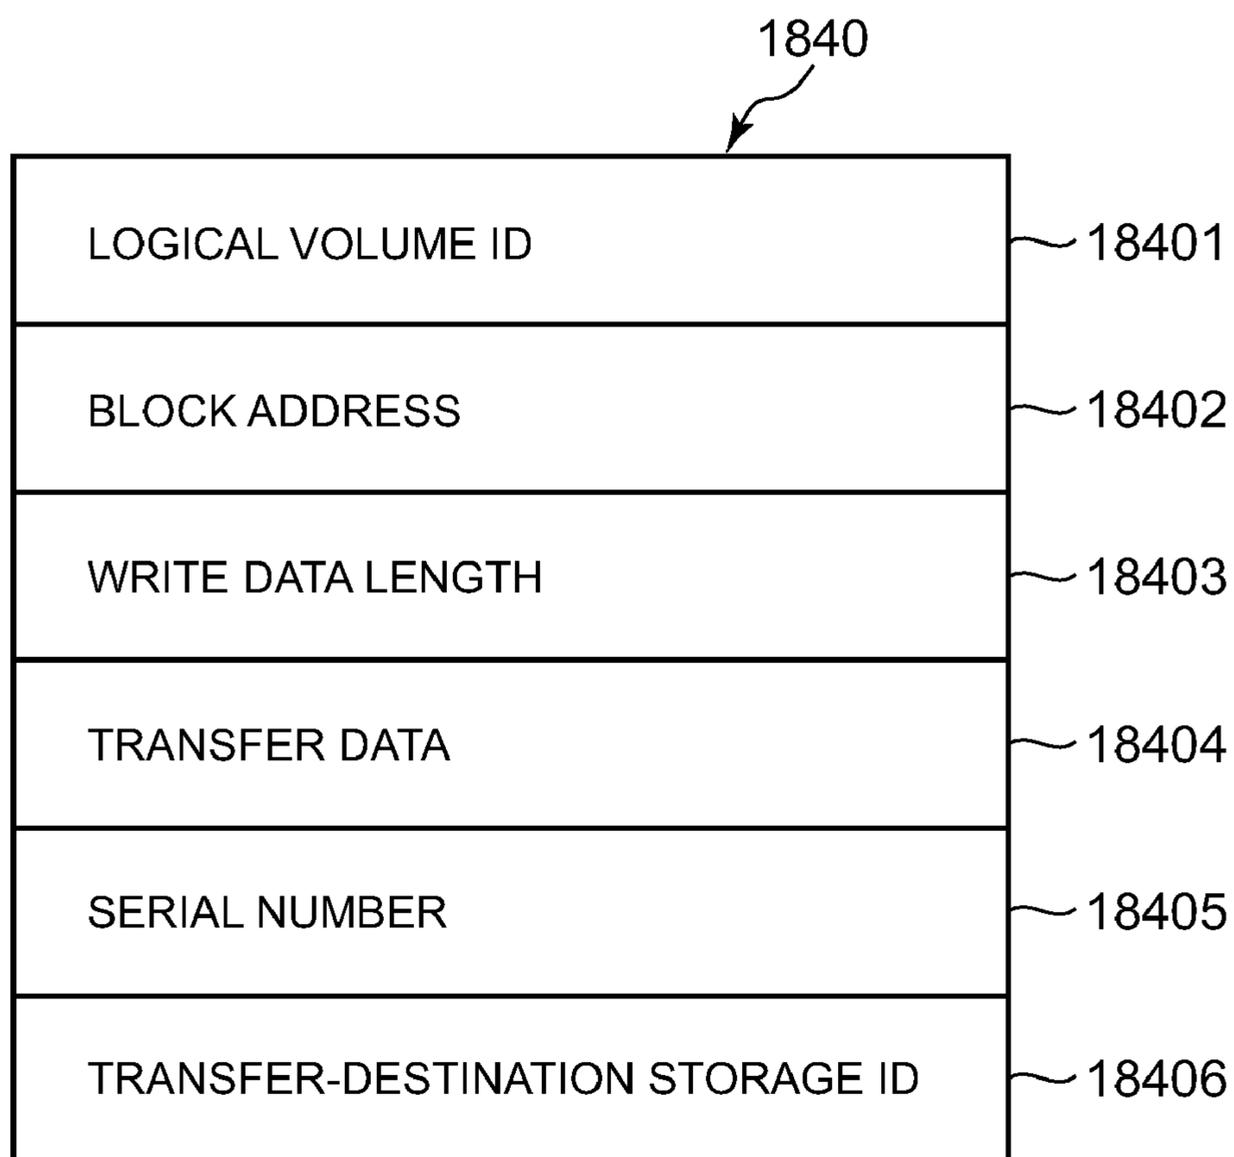 1840
LOGICAL VOLUME ID 18401
BLOCK ADDRESS 18402
WRITE DATA LENGTH 18403
TRANSFER DATA 18404
SERIAL NUMBER 18405
TRANSFER-DESTINATION STORAGE ID 18406